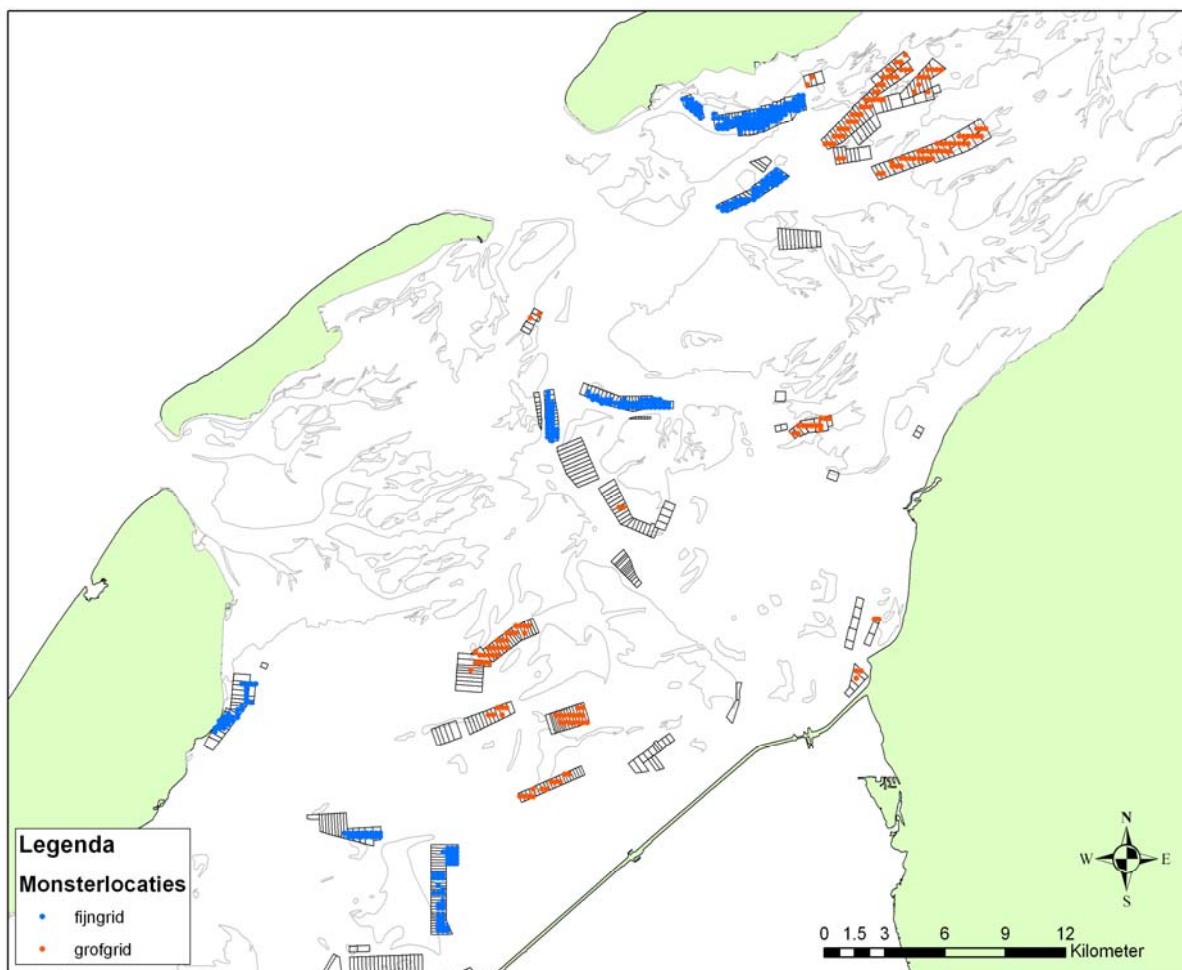 Legenda
Monsterlocaties
fijngrid
grofgrid
N
W E
S
0 1.5 3 6 9 12
Kilometer